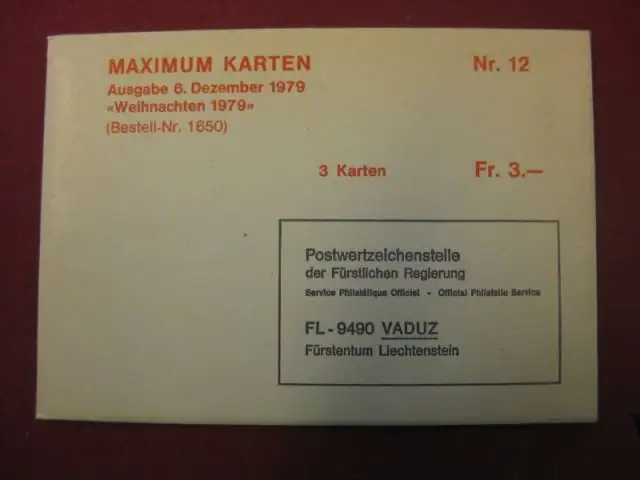 MAXIMUM KARTEN Nr. 12
Ausgabe 6. Dezember 1979
«Weihnachten 1979»
(Bestell-Nr. 1650)
3 Karten Fr. 3.—
Postwertzeichenstelle
der Fürstlichen Regierung
Service Philatélique Officiel - Official Philatelic Service
FL - 9490 VADUZ
Fürstentum Liechtenstein